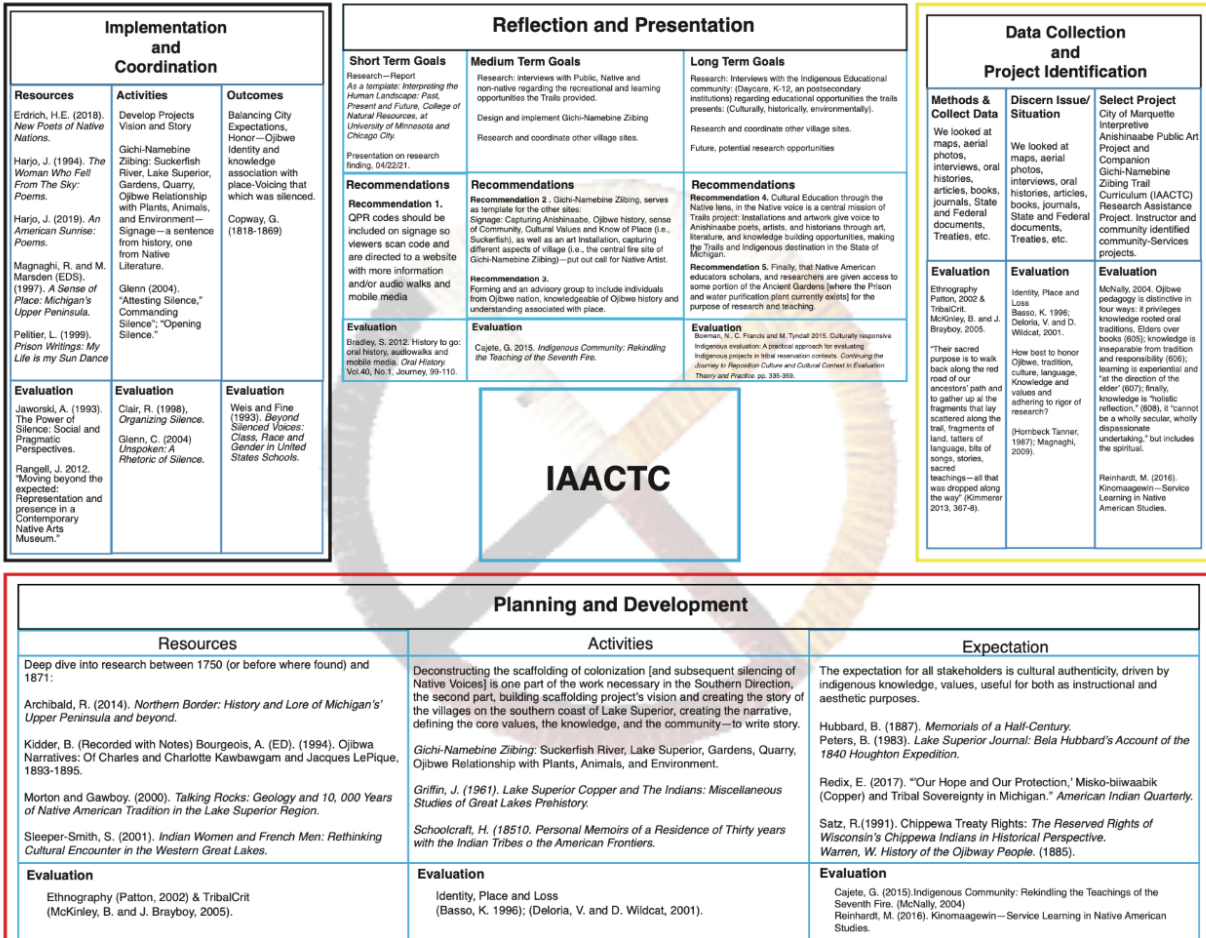 Implementation
and
Coordination
Resources
Erdrich, H.E. (2018).
New Poets of Native
Nations.
Harjo, J. (1994). The
Woman Who Fell
From The Sky:
Poems.
Harjo, J. (2019). An
American Sunrise:
Poems.
Magnaghi, R. and M.
Marsden (EDS).
(1997). A Sense of
Place: Michigan's
Upper Peninsula.
Peltier, L. (1999).
Prison Writings: My
Life is my Sun Dance
Activities
Develop Projects
Vision and Story
Gichi-Namebine
Ziibing: Suckerfish
River, Lake Superior,
Gardens, Quarry,
Ojibwe Relationship
with Plants, Animals,
and Environment—
Signage—a sentence
from history, one
from Native
Literature.
Glenn (2004).
"Attesting Silence,"
Commanding
Silence"; "Opening
Silence."
Outcomes
Balancing City
Expectations,
Honor—Ojibwe
Identity and
knowledge
association with
place-Voicing that
which was silenced.
Copway, G.
(1818-1869)
Evaluation
Jaworski, A. (1993).
The Power of
Silence: Social and
Pragmatic
Perspectives.
Rangell, J. 2012.
"Moving beyond the
expected:
Representation and
presence in a
Contemporary
Native Arts
Museum."
Evaluation
Clair, R. (1998),
Organizing Silence.
Glenn, C. (2004)
Unspoken: A
Rhetoric of Silence.
Evaluation
Weis and Fine
(1993). Beyond
Silenced Voices:
Class, Race and
Gender in United
States Schools.
Reflection and Presentation
Short Term Goals
Research—Report
As a template: Interpreting the
Human Landscape: Past,
Present and Future, College of
Natural Resources, at
University of Minnesota and
Chicago City.
Presentation on research
finding, 04/22/21.
Medium Term Goals
Research: interviews with Public, Native and
non-native regarding the recreational and learning
opportunities the Trails provided.
Design and implement Gichi-Namebine Ziibing
Research and coordinate other village sites.
Long Term Goals
Research: Interviews with the Indigenous Educational
community: (Daycare, K-12, an postsecondary
institutions) regarding educational opportunities the trails
presents: (Culturally, historically, environmentally).
Research and coordinate other village sites.
Future, potential research opportunities
Recommendations
Recommendation 1.
QPR codes should be
included on signage so
viewers scan code and
are directed to a website
with more information
and/or audio walks and
mobile media
Recommendations
Recommendation 2 . Gichi-Namebine Ziibing, serves
as template for the other sites:
Signage: Capturing Anishinaabe, Ojibwe history, sense
of Community, Cultural Values and Know of Place (i.e.,
Suckerfish), as well as an art Installation, capturing
different aspects of village (i.e., the central fire site of
Gichi-Namebine Ziibing)—put out call for Native Artist.
Recommendation 3.
Forming and an advisory group to include individuals
from Ojibwe nation, knowledgeable of Ojibwe history and
understanding associated with place.
Recommendations
Recommendation 4. Cultural Education through the
Native lens, in the Native voice is a central mission of
Trails project: Installations and artwork give voice to
Anishinaabe poets, artists, and historians through art,
literature, and knowledge building opportunities, making
the Trails and Indigenous destination in the State of
Michigan.
Recommendation 5. Finally, that Native American
educators scholars, and researchers are given access to
some portion of the Ancient Gardens [where the Prison
and water purification plant currently exists] for the
purpose of research and teaching.
Evaluation
Bradley, S. 2012. History to go:
oral history, audiowalks and
mobile media. Oral History.
Vol.40, No.1, Journey, 99-110.
Evaluation
Cajete, G. 2015. Indigenous Community: Rekindling
the Teaching of the Seventh Fire.
Evaluation
Bowman, N., C. Francis and M. Tyndall 2015. Culturally responsive
Indigenous evaluation: A practical approach for evaluating
Indigenous projects in tribal reservation contexts. Continuing the
Journey to Reposition Culture and Cultural Context in Evaluation
Theory and Practice. pp. 335-359.
IAACTC
Data Collection
and
Project Identification
Methods &
Collect Data
We looked at
maps, aerial
photos,
interviews, oral
histories,
articles, books,
journals, State
and Federal
documents,
Treaties, etc.
Discern Issue/
Situation
We looked at
maps, aerial
photos,
interviews, oral
histories, articles,
books, journals,
State and Federal
documents,
Treaties, etc.
Select Project
City of Marquette
Interpretive
Anishinaabe Public Art
Project and
Companion
Gichi-Namebine
Ziibing Trail
Curriculum (IAACTC)
Research Assistance
Project. Instructor and
community identified
community-Services
projects.
Evaluation
Ethnography
Patton, 2002 &
TribalCrit.
McKinley, B. and J.
Brayboy, 2005.
"Their sacred
purpose is to walk
back along the red
road of our
ancestors' path and
to gather up al the
fragments that lay
scattered along the
trail, fragments of
land, tatters of
language, bits of
songs, stories,
sacred
teachings—all that
was dropped along
the way" (Kimmerer
2013, 367-8).
Evaluation
Identity, Place and
Loss
Basso, K. 1996;
Deloria, V. and D.
Wildcat, 2001.
How best to honor
Ojibwe, tradition,
culture, language,
Knowledge and
values and
adhering to rigor of
research?
(Hornbeck Tanner,
1987); Magnaghi,
2009).
Evaluation
McNally, 2004. Ojibwe
pedagogy is distinctive in
four ways: it privileges
knowledge rooted oral
traditions, Elders over
books (605); knowledge is
inseparable from tradition
and responsibility (606);
learning is experiential and
"at the direction of the
elder' (607); finally,
knowledge is "holistic
reflection," (608), it "cannot
be a wholly secular, wholly
dispassionate
undertaking," but includes
the spiritual.
Reinhardt, M. (2016).
Kinomaagewin—Service
Learning in Native
American Studies.
Planning and Development
Resources
Deep dive into research between 1750 (or before where found) and
1871:
Archibald, R. (2014). Northern Border: History and Lore of Michigan's'
Upper Peninsula and beyond.
Kidder, B. (Recorded with Notes) Bourgeois, A. (ED). (1994). Ojibwa
Narratives: Of Charles and Charlotte Kawbawgam and Jacques LePique,
1893-1895.
Morton and Gawboy. (2000). Talking Rocks: Geology and 10, 000 Years
of Native American Tradition in the Lake Superior Region.
Sleeper-Smith, S. (2001). Indian Women and French Men: Rethinking
Cultural Encounter in the Western Great Lakes.
Activities
Deconstructing the scaffolding of colonization [and subsequent silencing of
Native Voices] is one part of the work necessary in the Southern Direction,
the second part, building scaffolding project's vision and creating the story of
the villages on the southern coast of Lake Superior, creating the narrative,
defining the core values, the knowledge, and the community—to write story.
Gichi-Namebine Ziibing: Suckerfish River, Lake Superior, Gardens, Quarry,
Ojibwe Relationship with Plants, Animals, and Environment.
Griffin, J. (1961). Lake Superior Copper and The Indians: Miscellaneous
Studies of Great Lakes Prehistory.
Schoolcraft, H. (18510. Personal Memoirs of a Residence of Thirty years
with the Indian Tribes o the American Frontiers.
Expectation
The expectation for all stakeholders is cultural authenticity, driven by
indigenous knowledge, values, useful for both as instructional and
aesthetic purposes.
Hubbard, B. (1887). Memorials of a Half-Century.
Peters, B. (1983). Lake Superior Journal: Bela Hubbard's Account of the
1840 Houghton Expedition.
Redix, E. (2017). "'Our Hope and Our Protection,' Misko-biiwaabik
(Copper) and Tribal Sovereignty in Michigan." American Indian Quarterly.
Satz, R.(1991). Chippewa Treaty Rights: The Reserved Rights of
Wisconsin's Chippewa Indians in Historical Perspective.
Warren, W. History of the Ojibway People. (1885).
Evaluation
Ethnography (Patton, 2002) & TribalCrit
(McKinley, B. and J. Brayboy, 2005).
Evaluation
Identity, Place and Loss
(Basso, K. 1996); (Deloria, V. and D. Wildcat, 2001).
Evaluation
Cajete, G. (2015).Indigenous Community: Rekindling the Teachings of the
Seventh Fire. (McNally, 2004)
Reinhardt, M. (2016). Kinomaagewin—Service Learning in Native American
Studies.